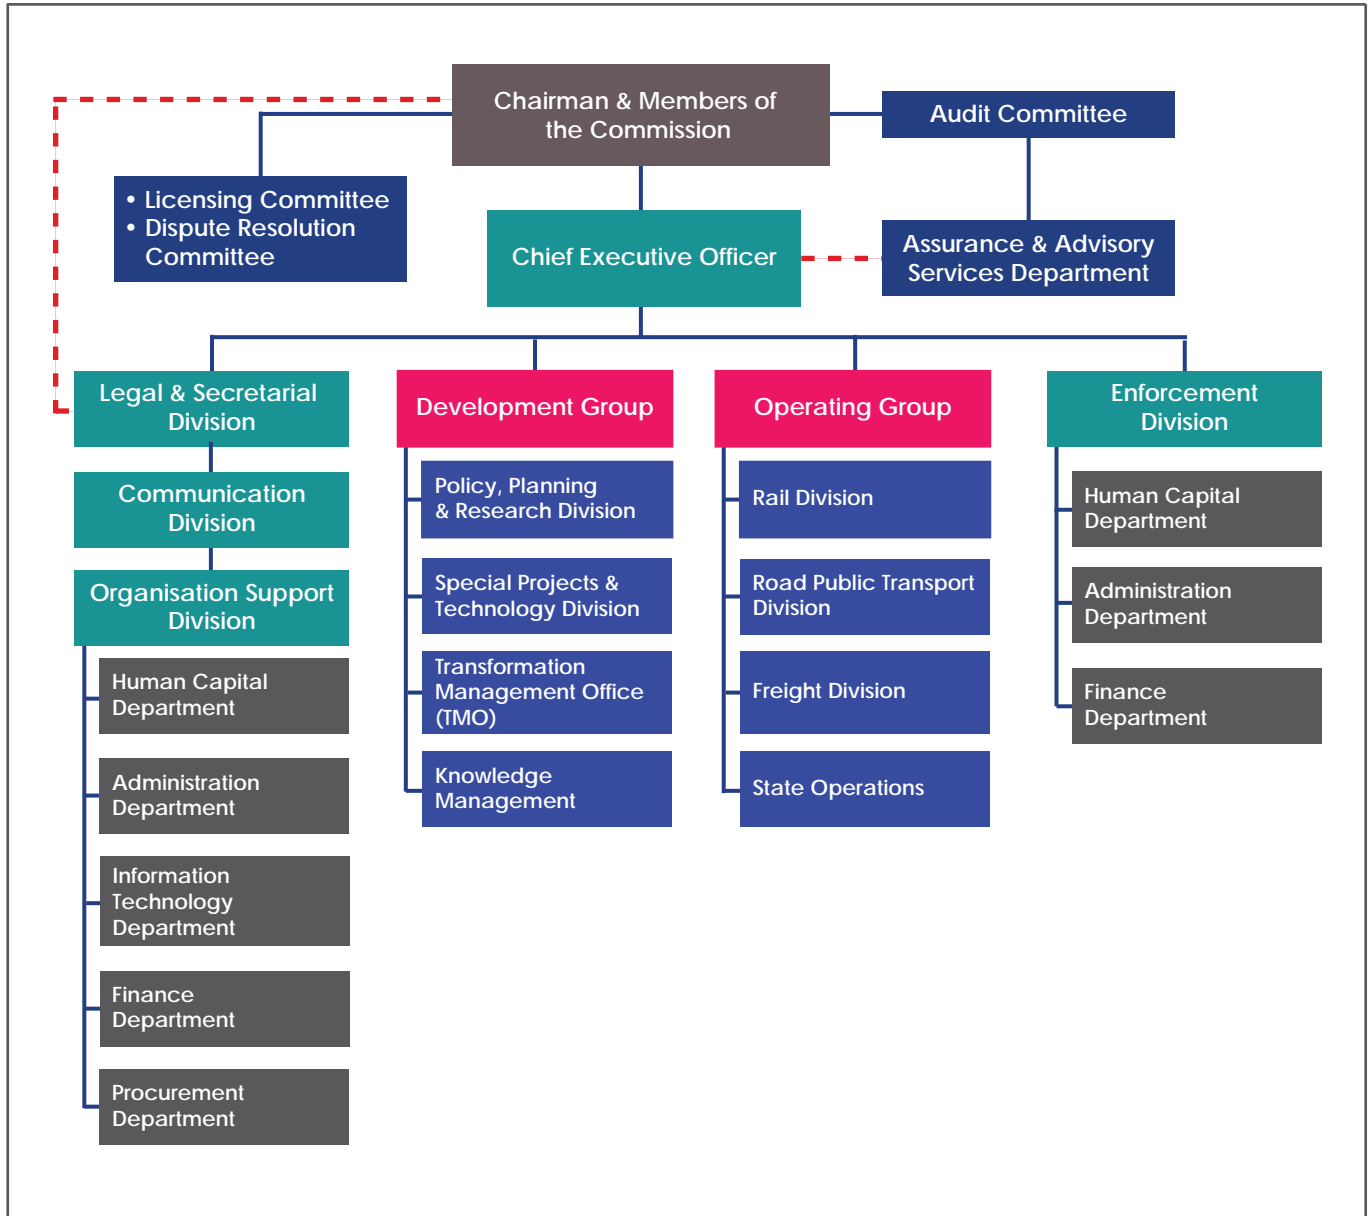 Chairman & Members of
the Commission
Audit Committee
• Licensing Committee
• Dispute Resolution
Committee
Chief Executive Officer
Assurance & Advisory
Services Department
Legal & Secretarial
Division
Communication
Division
Organisation Support
Division
Human Capital
Department
Administration
Department
Information
Technology
Department
Finance
Department
Procurement
Department
Development Group
Policy, Planning
& Research Division
Special Projects &
Technology Division
Transformation
Management Office
(TMO)
Knowledge
Management
Operating Group
Rail Division
Road Public Transport
Division
Freight Division
State Operations
Enforcement
Division
Human Capital
Department
Administration
Department
Finance
Department